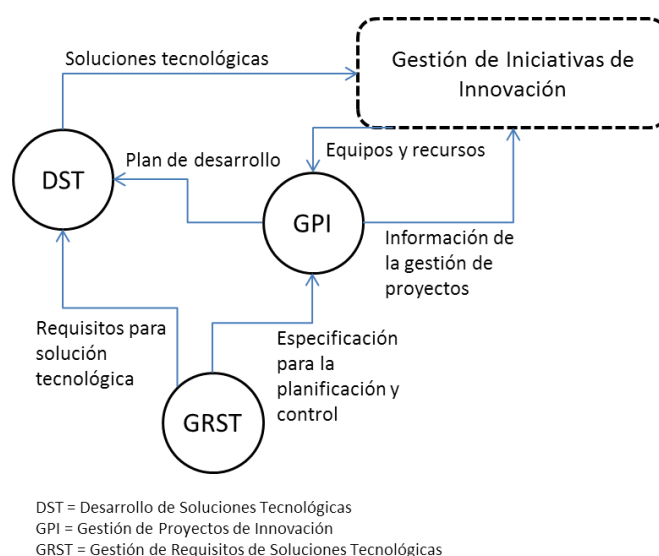 Soluciones tecnológicas
Gestión de Iniciativas de
Innovación
Plan de desarrollo
Equipos y recursos
DST
GPI
Información de
la gestión de
proyectos
Requisitos para
solución
tecnológica
Especificación
para la
planificación y
control
GRST
DST = Desarrollo de Soluciones Tecnológicas
GPI = Gestión de Proyectos de Innovación
GRST = Gestión de Requisitos de Soluciones Tecnológicas